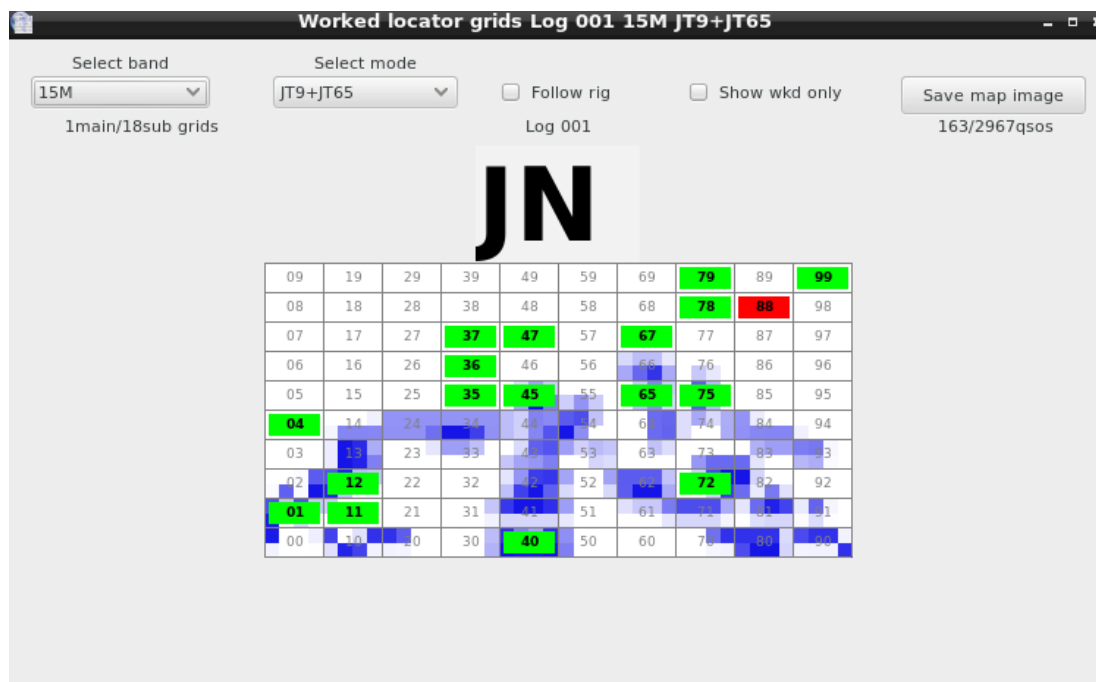 Worked locator grids Log 001 15M JT9+JT65
Select band Select mode
15M JT9+JT65 Follow rig Show wkd only Save map image
1main/18sub grids Log 001 163/2967qsos
JN
09 19 29 39 49 59 69 79 89 99
08 18 28 38 48 58 68 78 88 98
07 17 27 37 47 57 67 77 87 97
06 16 26 36 46 56 66 76 86 96
05 15 25 35 45 55 65 75 85 95
04 14 24 34 44 54 64 74 84 94
03 13 23 33 43 53 63 73 83 93
02 12 22 32 42 52 62 72 82 92
01 11 21 31 41 51 61 71 81 91
00 10 20 30 40 50 60 70 80 90